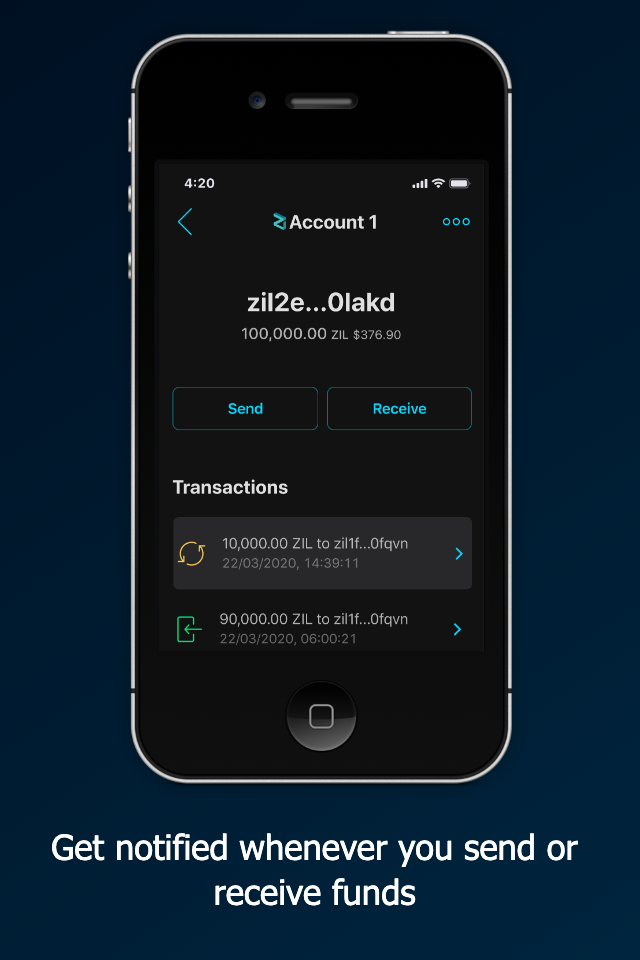 4:20
Account 1
zil2e...0lakd
100,000.00 ZIL $376.90
Send Receive
Transactions
10,000.00 ZIL to zil1f...0fqvn
22/03/2020, 14:39:11
90,000.00 ZIL to zil1f...0fqvn
22/03/2020, 06:00:21
Get notified whenever you send or
receive funds